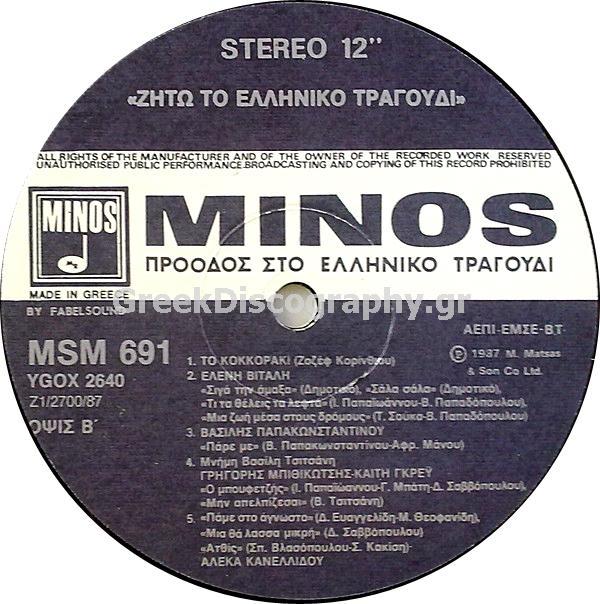 STEREO 12"
«ΖΗΤΩ ΤΟ ΕΛΛΗΝΙΚΟ ΤΡΑΓΟΥΔΙ»
ALL RIGHTS OF THE MANUFACTURER AND OF THE OWNER OF THE RECORDED WORK RESERVED
UNAUTHORISED PUBLIC PERFORMANCE, BROADCASTING AND COPYING OF THIS RECORD PROHIBITED
MINOS
MINOS
ΠΡΟΟΔΟΣ ΣΤΟ ΕΛΛΗΝΙΚΟ ΤΡΑΓΟΥΔΙ
MADE IN GREECE
BY FABELSOUND
GreekDiscography.gr
ΑΕΠΙ-ΕΜΣΕ-ΒΤ
MSM 691
YGOX 2640
Z1/2700/87
ΟΨΙΣ Β΄
Ⓟ 1987 M. Matsas
& Son Co Ltd.
1. ΤΟ ΚΟΚΚΟΡΑΚΙ (Ζοζέφ Κορίνθιου)
2. ΕΛΕΝΗ ΒΙΤΑΛΗ
«Σιγά την άμαξα» (Δημοτικό), «Σάλα σάλα» (Δημοτικό),
«Τι τα θέλεις τα λεφτά» (Ι. Παπαϊωάννου-Β. Παπαδόπουλου),
«Μια ζωή μέσα στους δρόμους» (Τ. Σούκα-Β. Παπαδόπουλου)
3. ΒΑΣΙΛΗΣ ΠΑΠΑΚΩΝΣΤΑΝΤΙΝΟΥ
«Πάρε με» (Β. Παπακωνσταντίνου-Αφρ. Μάνου)
4. Μνήμη Βασίλη Τσιτσάνη
ΓΡΗΓΟΡΗΣ ΜΠΙΘΙΚΩΤΣΗΣ-ΚΑΙΤΗ ΓΚΡΕΫ
«Ο μπουφετζής» (Ι. Παπαϊωάννου-Γ. Μπάτη-Δ. Σαββόπουλου),
«Μην απελπίζεσαι» (Β. Τσιτσάνη)
5. «Πάμε στο άγνωστο» (Δ. Ευαγγελίδη-Μ. Θεοφανίδη),
«Μια θά λασσα μικρή» (Δ. Σαββόπουλου)
«Ατθίς» (Σπ. Βλασόπουλου-Σ. Κακίση)-
ΑΛΕΚΑ ΚΑΝΕΛΛΙΔΟΥ